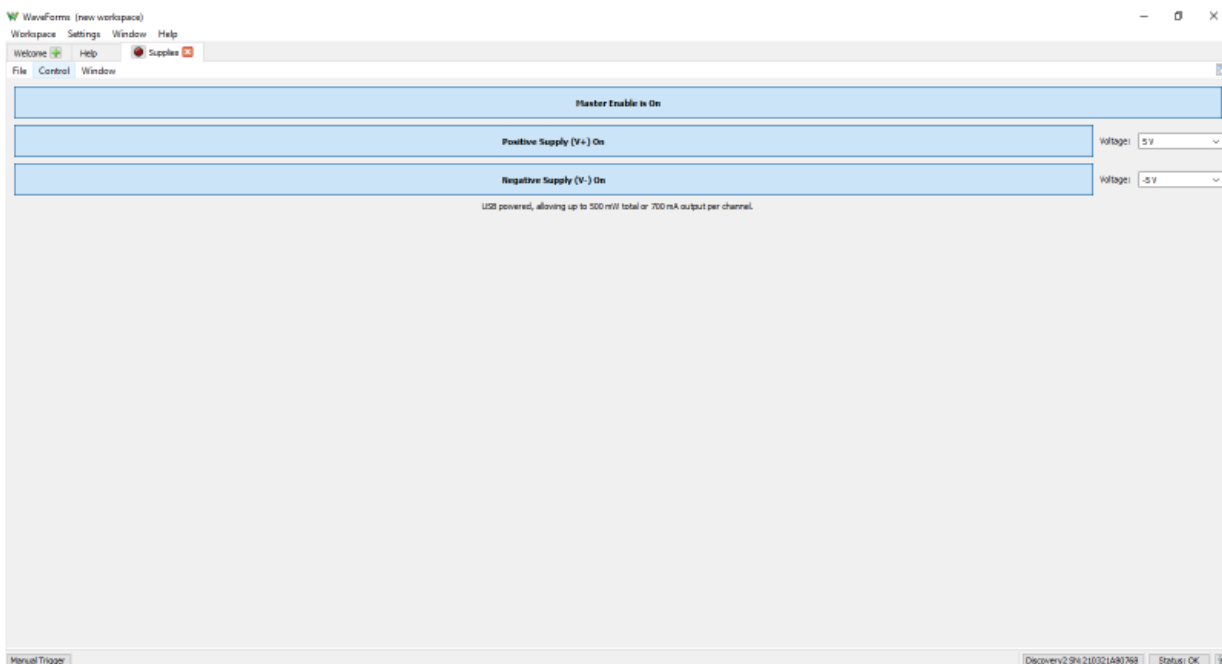 WaveForms (new workspace)
Workspace Settings Window Help
Welcome Help Supplies
File Control Window
Master Enable is On
Positive Supply (V+) On Voltage: 5 V
Negative Supply (V-) On Voltage: -5 V
USB powered, allowing up to 500 mW total or 700 mA output per channel.
Manual Trigger Discovery2 SN:210321A80768 Status: OK